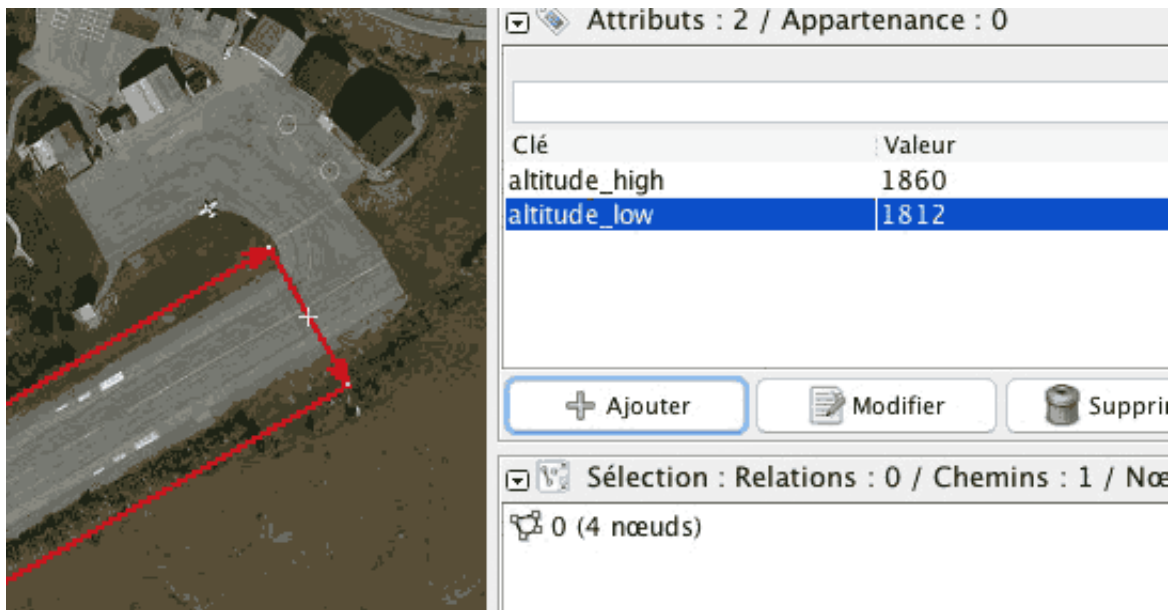 Attributs : 2 / Appartenance : 0
Clé Valeur
altitude_high 1860
altitude_low 1812
Ajouter Modifier
Sélection : Relations : 0 / Chemins : 1 /
0 (4 nœuds)